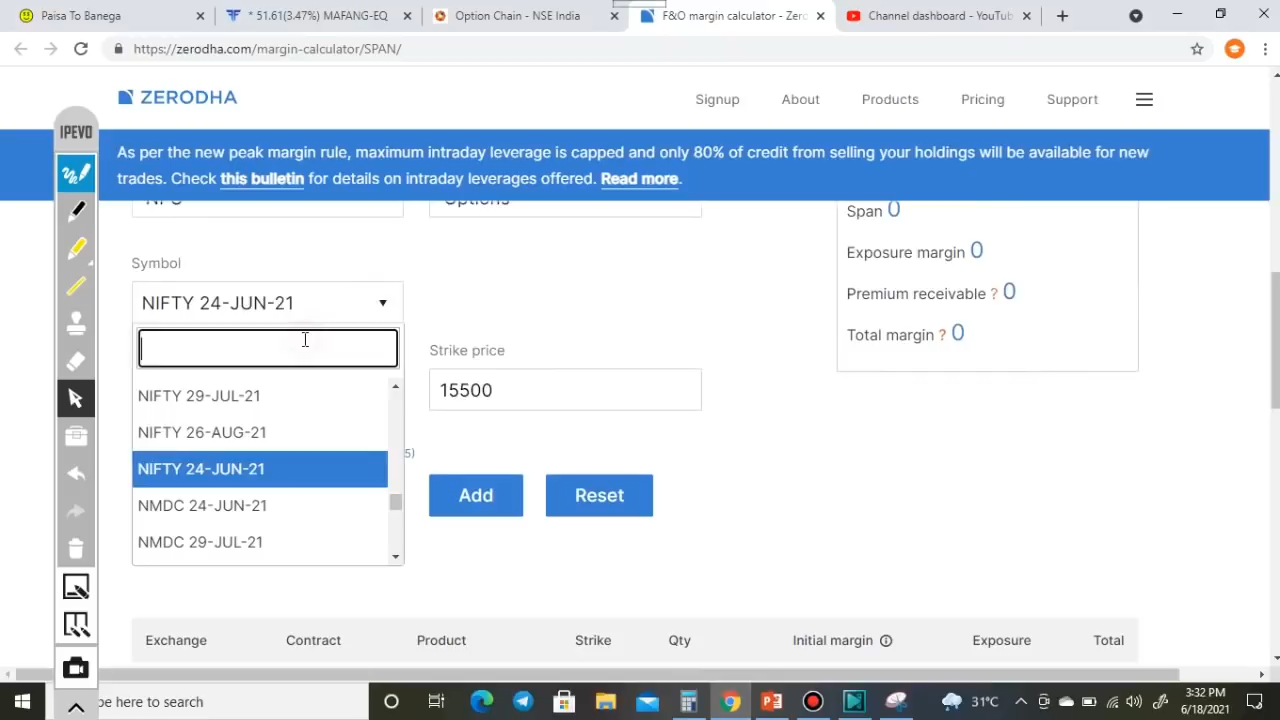 Paisa To Banega
* 51.61(3.47%) MAFANG-EQ
Option Chain - NSE India
F&O margin calculator - Zero
Channel dashboard - YouTub
https://zerodha.com/margin-calculator/SPAN/
ZERODHA
Signup
About
Products
Pricing
Support
IPEVO
As per the new peak margin rule, maximum intraday leverage is capped and only 80% of credit from selling your holdings will be available for new
trades. Check this bulletin for details on intraday leverages offered. Read more.
Options
Span 0
Symbol
Exposure margin 0
NIFTY 24-JUN-21
Premium receivable ? 0
Total margin ? 0
Strike price
15500
NIFTY 29-JUL-21
NIFTY 26-AUG-21
5)
NIFTY 24-JUN-21
Add
Reset
NMDC 24-JUN-21
NMDC 29-JUL-21
Exchange
Contract
Product
Strike
Qty
Initial margin
Exposure
Total
pe here to search
31°C
3:32 PM
6/18/2021